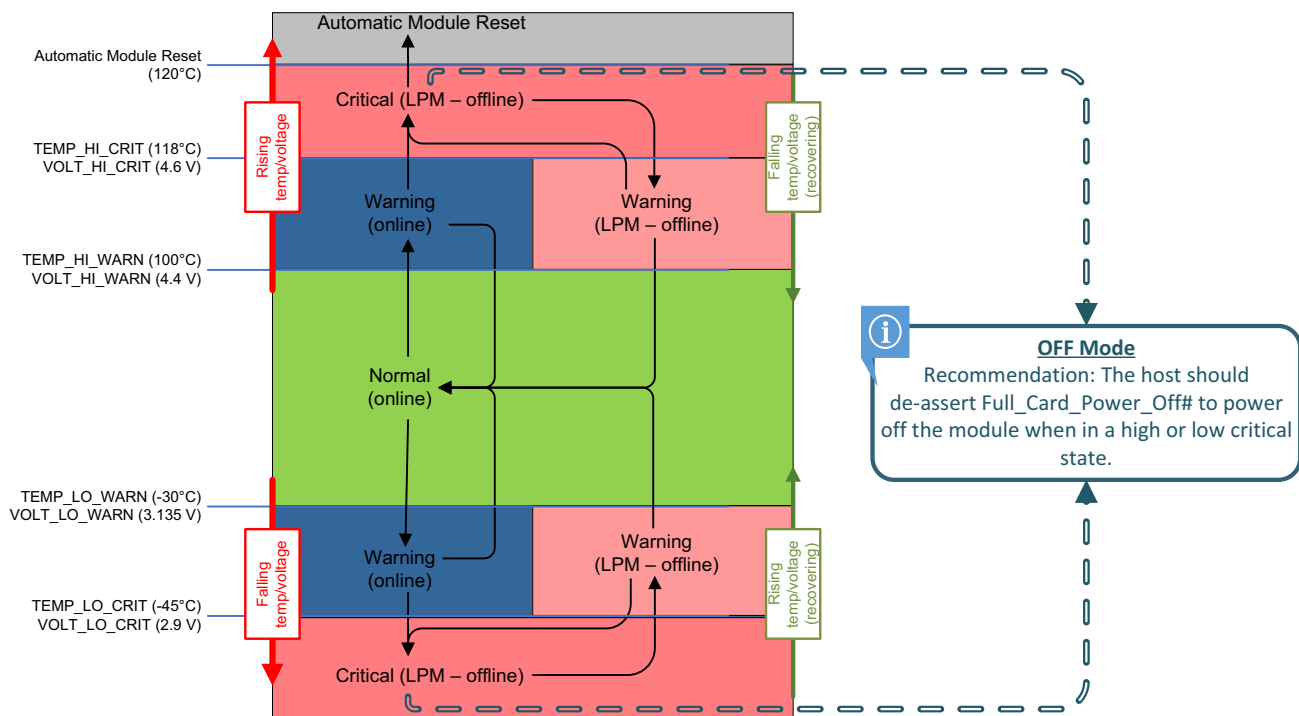 Automatic Module Reset
Automatic Module Reset
(120°C)
Critical (LPM – offline)
TEMP_HI_CRIT (118°C)
VOLT_HI_CRIT (4.6 V)
Rising
temp/voltage
Falling
temp/voltage
(recovering)
Warning
(online)
Warning
(LPM – offline)
TEMP_HI_WARN (100°C)
VOLT_HI_WARN (4.4 V)
Normal
(online)
i
OFF Mode
Recommendation: The host should
de-assert Full_Card_Power_Off# to power
off the module when in a high or low critical
state.
TEMP_LO_WARN (-30°C)
VOLT_LO_WARN (3.135 V)
Falling
temp/voltage
Warning
(online)
Warning
(LPM – offline)
Rising
temp/voltage
(recovering)
TEMP_LO_CRIT (-45°C)
VOLT_LO_CRIT (2.9 V)
Critical (LPM – offline)